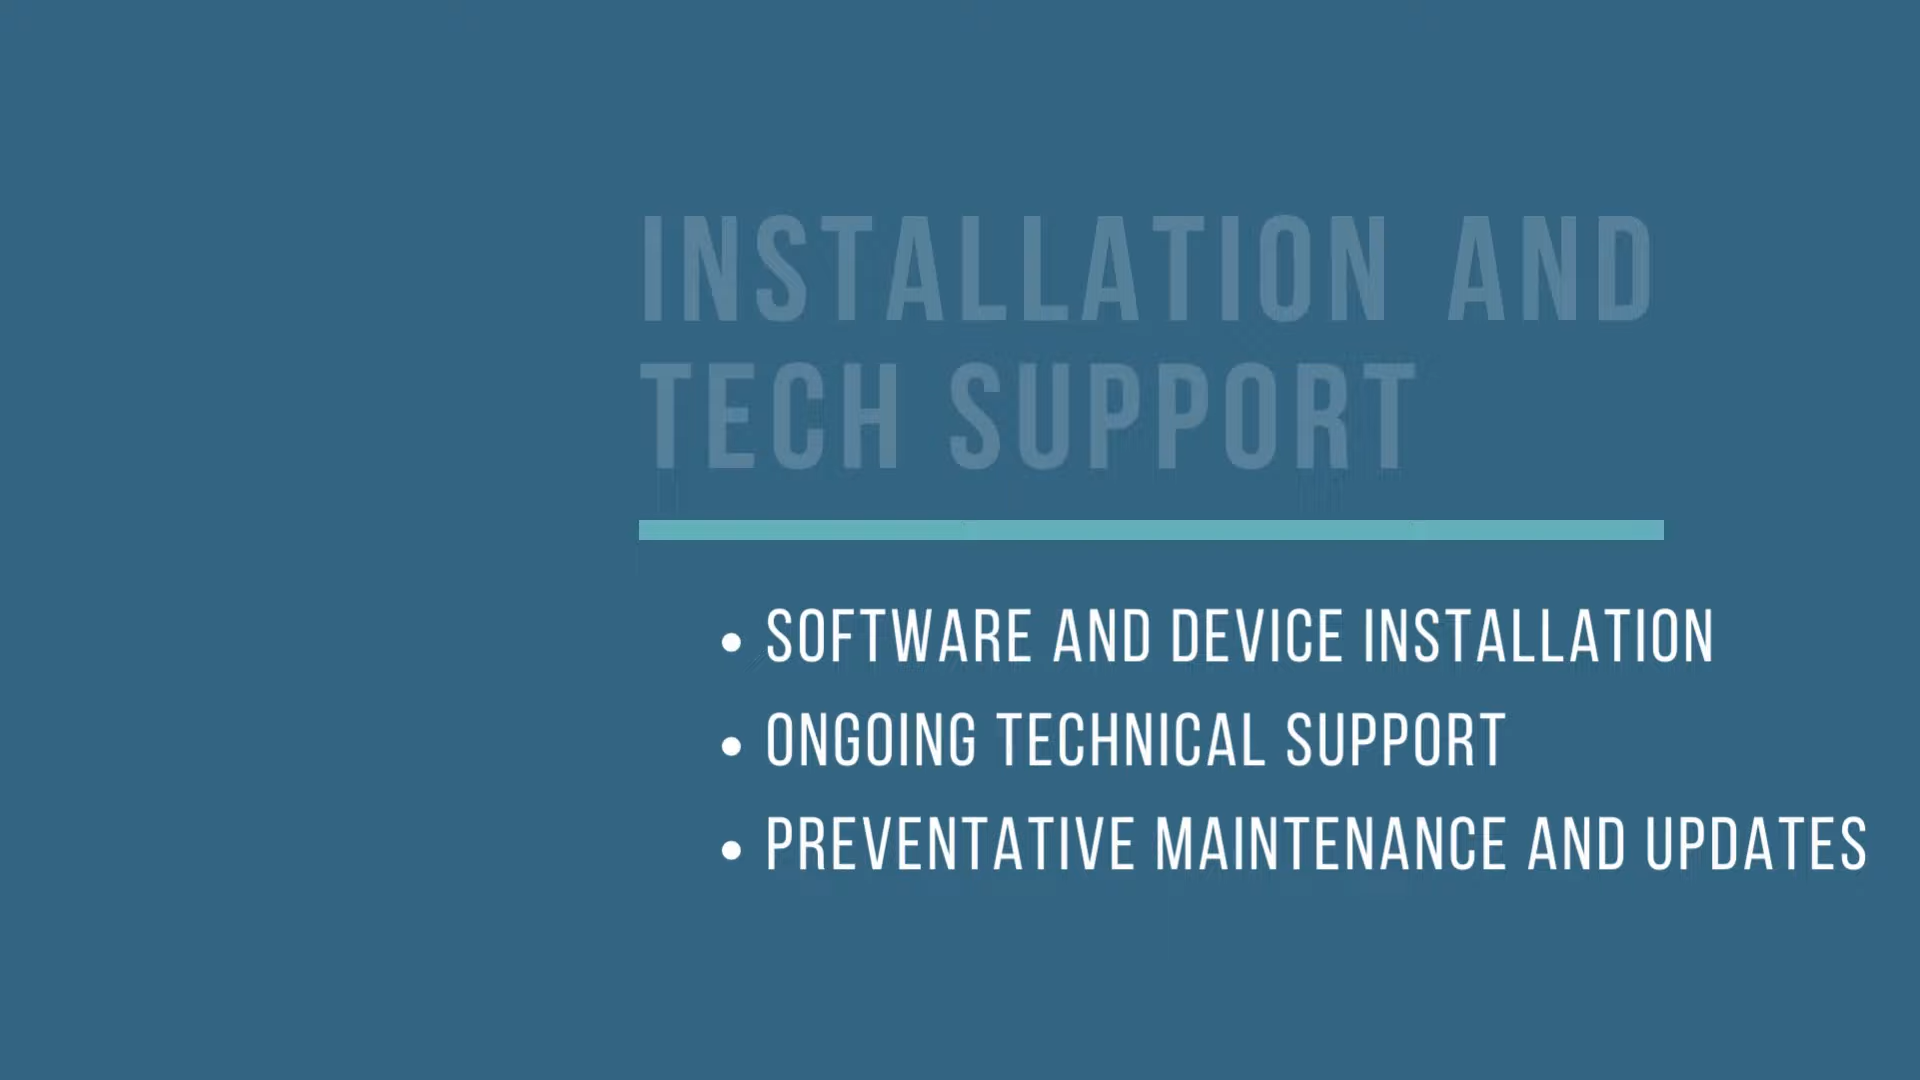 INSTALLATION AND
TECH SUPPORT
• SOFTWARE AND DEVICE INSTALLATION
• ONGOING TECHNICAL SUPPORT
• PREVENTATIVE MAINTENANCE AND UPDATES